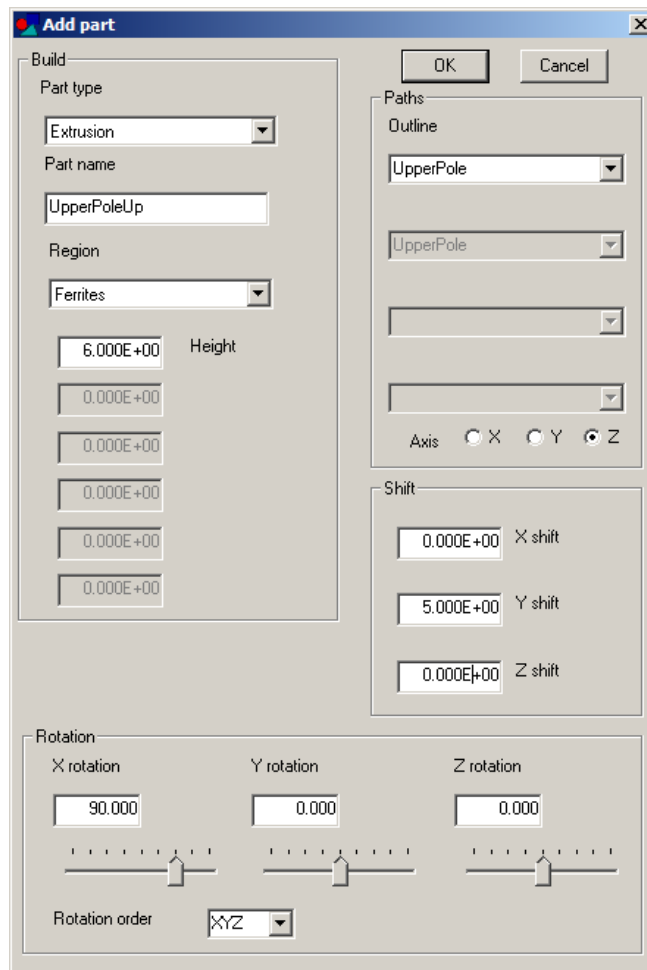 Add part
Build
Part type
Extrusion
Part name
UpperPoleUp
Region
Ferrites
6.000E+00 Height
0.000E+00
0.000E+00
0.000E+00
0.000E+00
0.000E+00
OK Cancel
Paths
Outline
UpperPole
UpperPole
Axis X Y Z
Shift
0.000E+00 X shift
5.000E+00 Y shift
0.000E+00 Z shift
Rotation
X rotation Y rotation Z rotation
90.000 0.000 0.000
Rotation order XYZ